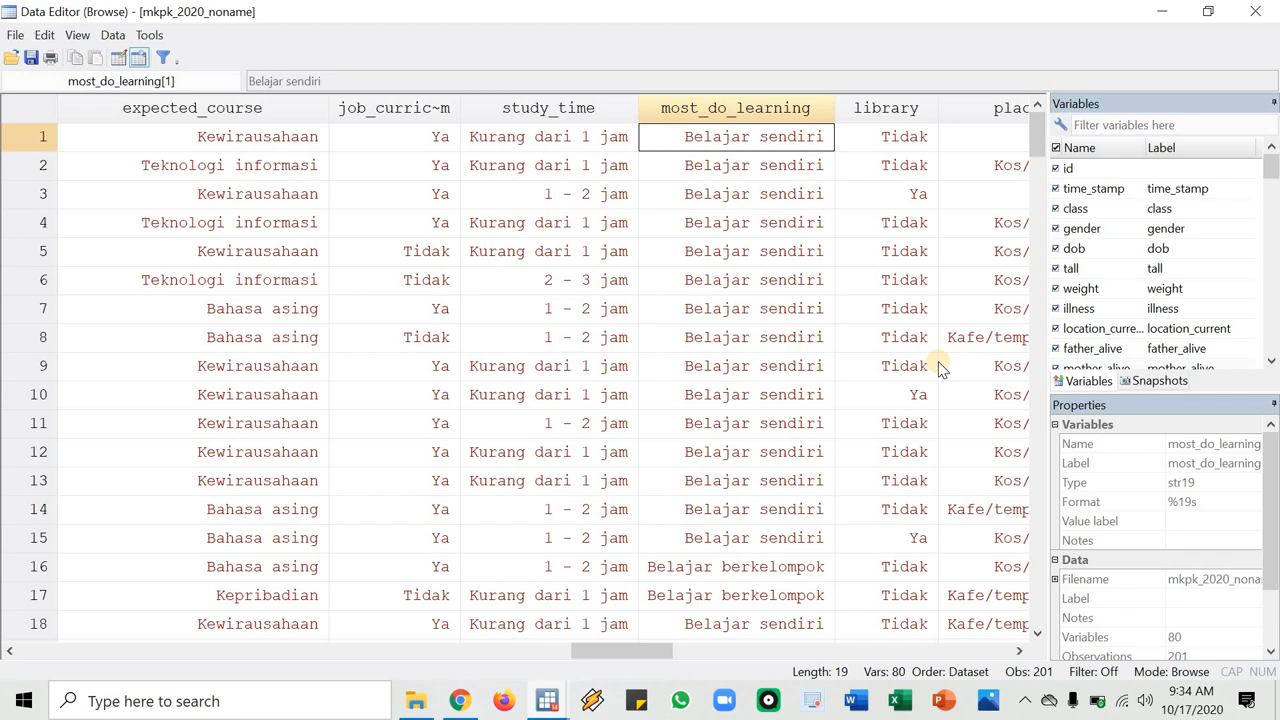 Data Editor (Browse) - [mkpk_2020_noname]
File Edit View Data Tools
most_do_learning[1] Belajar sendiri
expected_course job_curric~m study_time most_do_learning library plac
1 Kewirausahaan Ya Kurang dari 1 jam Belajar sendiri Tidak
2 Teknologi informasi Ya Kurang dari 1 jam Belajar sendiri Tidak Kos/
3 Kewirausahaan Ya 1 - 2 jam Belajar sendiri Ya
4 Teknologi informasi Ya Kurang dari 1 jam Belajar sendiri Tidak Kos/
5 Kewirausahaan Tidak Kurang dari 1 jam Belajar sendiri Tidak Kos/
6 Teknologi informasi Tidak 2 - 3 jam Belajar sendiri Tidak Kos/
7 Bahasa asing Ya 1 - 2 jam Belajar sendiri Tidak Kos/
8 Bahasa asing Tidak 1 - 2 jam Belajar sendiri Tidak Kafe/temp
9 Kewirausahaan Ya Kurang dari 1 jam Belajar sendiri Tidak Kos/
10 Kewirausahaan Ya Kurang dari 1 jam Belajar sendiri Ya Kos/
11 Kewirausahaan Ya 1 - 2 jam Belajar sendiri Tidak Kos/
12 Kewirausahaan Ya Kurang dari 1 jam Belajar sendiri Tidak Kos/
13 Kewirausahaan Ya Kurang dari 1 jam Belajar sendiri Tidak Kos/
14 Bahasa asing Ya 1 - 2 jam Belajar sendiri Tidak Kafe/temp
15 Bahasa asing Ya 1 - 2 jam Belajar sendiri Ya Kos/
16 Bahasa asing Ya 1 - 2 jam Belajar berkelompok Tidak Kos/
17 Kepribadian Tidak Kurang dari 1 jam Belajar berkelompok Tidak Kafe/temp
18 Kewirausahaan Ya Kurang dari 1 jam Belajar sendiri Tidak Kafe/temp
Variables
Filter variables here
Name Label
id
time_stamp time_stamp
class class
gender gender
dob dob
tall tall
weight weight
illness illness
location_curre... location_current
father_alive father_alive
mother_alive mother_alive
Variables Snapshots
Properties
Variables
Name most_do_learning
Label most_do_learning
Type str19
Format %19s
Value label
Notes
Data
Filename mkpk_2020_nona
Label
Notes
Variables 80
Observations 201
Length: 19 Vars: 80 Order: Dataset Obs: 201 Filter: Off Mode: Browse CAP NUM
Type here to search
9:34 AM
10/17/2020